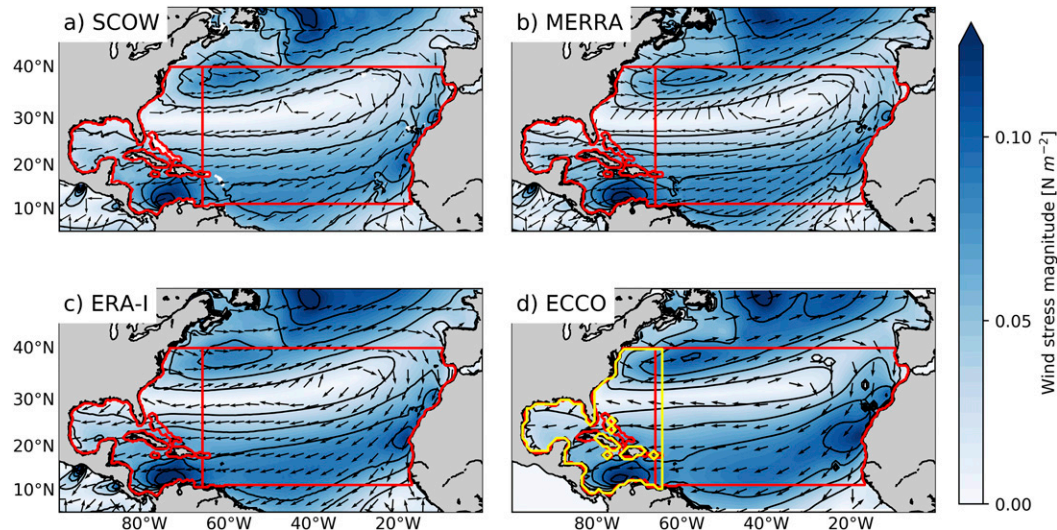 a) SCOW
b) MERRA
40°N
30°N
20°N
10°N
0.10
0.05
0.00
Wind stress magnitude [N m⁻²]
c) ERA-I
d) ECCO
40°N
30°N
20°N
10°N
80°W 60°W 40°W 20°W
80°W 60°W 40°W 20°W